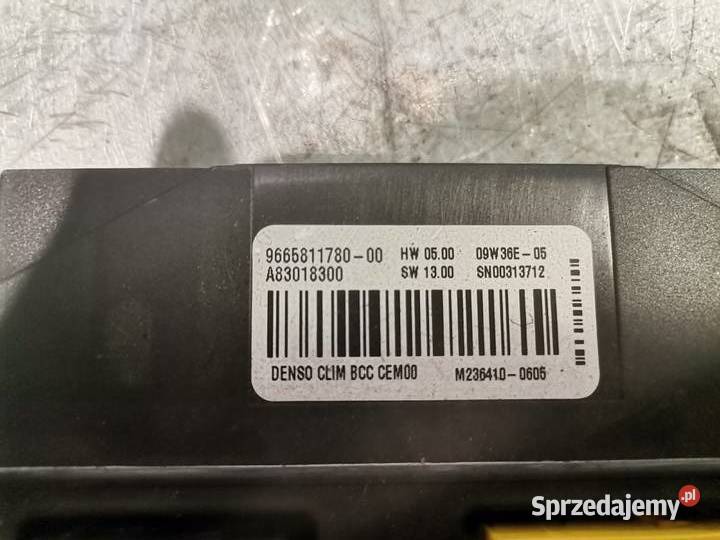 9665811780-00 HW 05.00 09W36E-05
A83018300 SW 13.00 SN00313712
DENSO CLIM BCC CEM00 M236410-0605
Sprzedajemy.pl